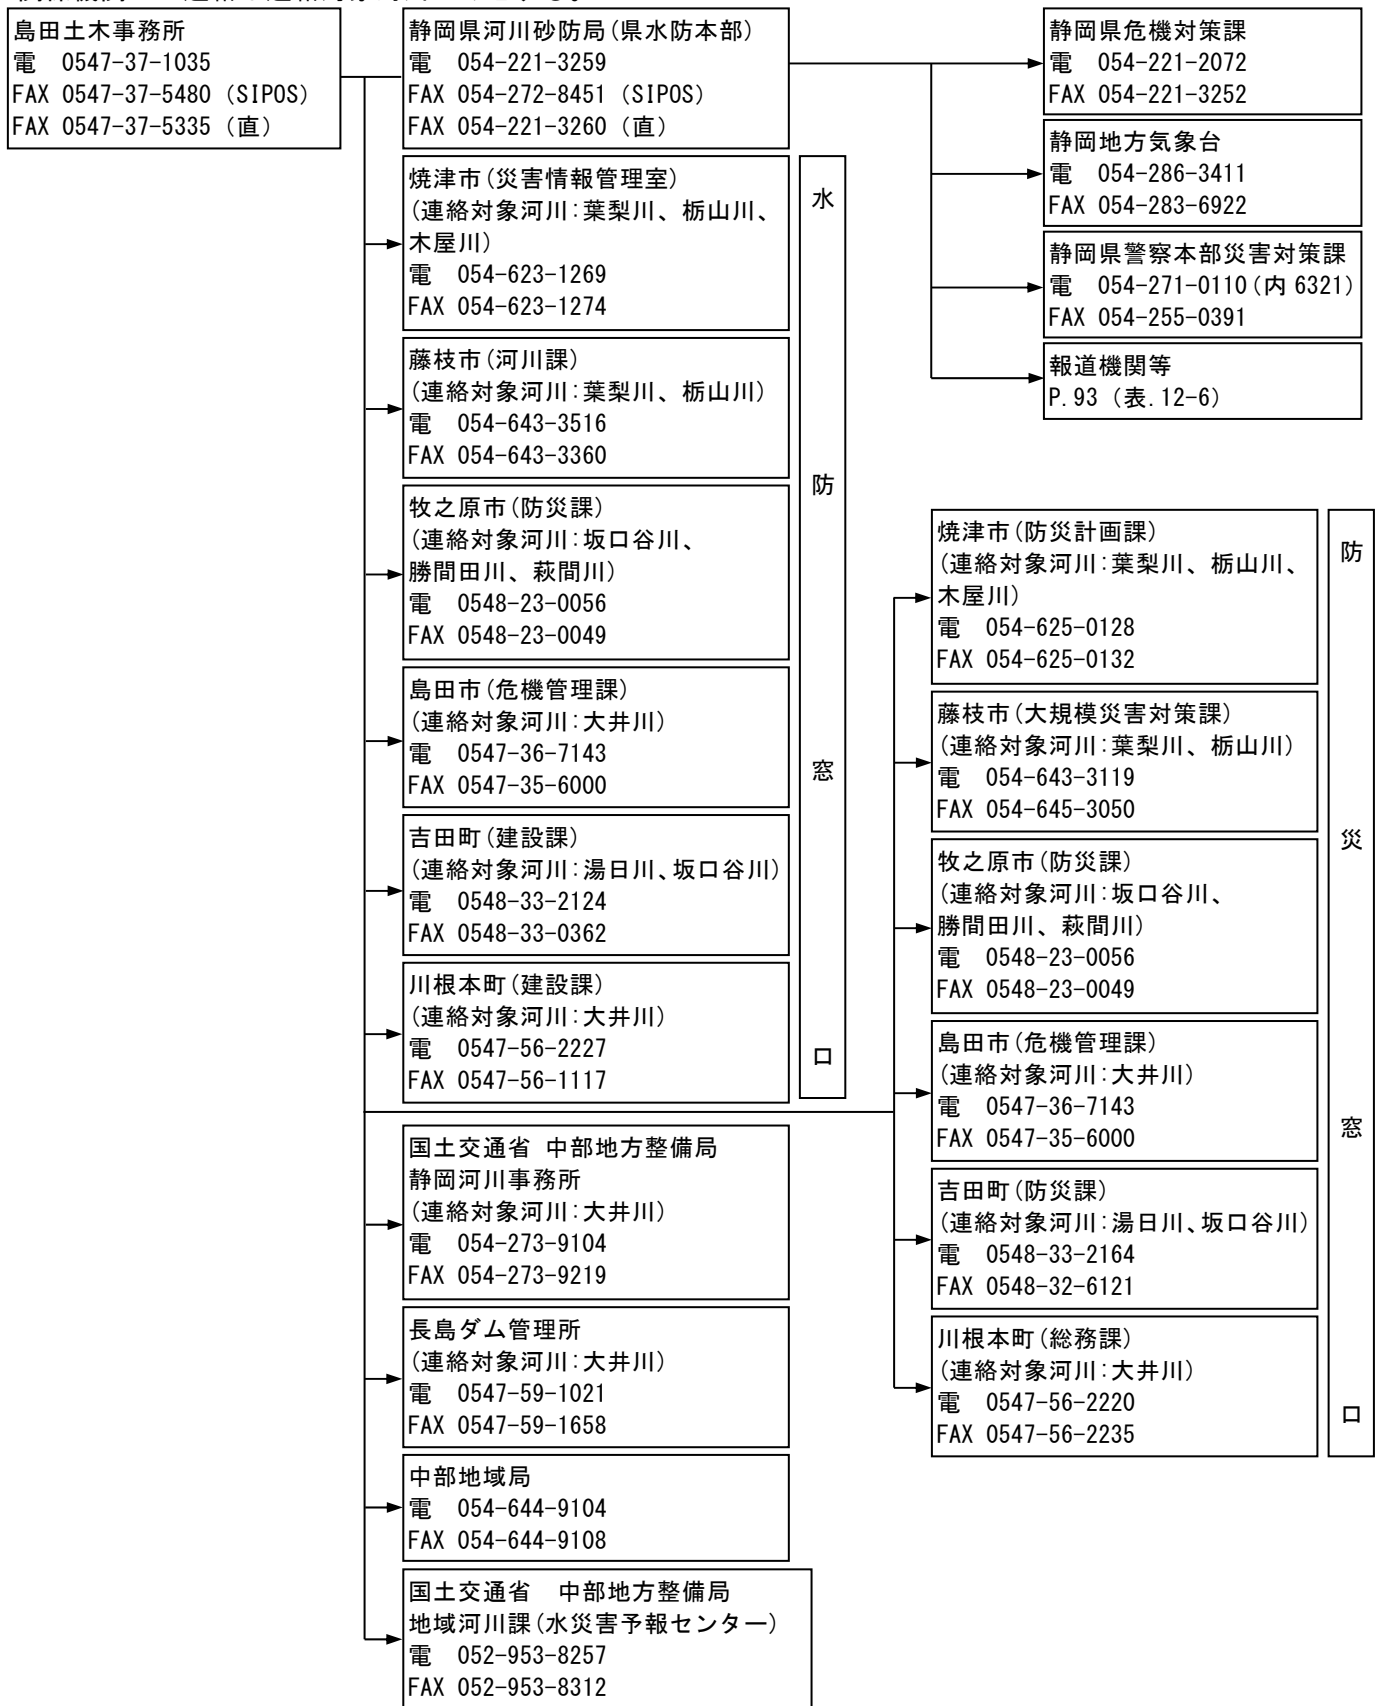 島田土木事務所
電　0547-37-1035
FAX 0547-37-5480 (SIPOS)
FAX 0547-37-5335 (直)
静岡県河川砂防局(県水防本部)
電　054-221-3259
FAX 054-272-8451 (SIPOS)
FAX 054-221-3260 (直)
静岡県危機対策課
電　054-221-2072
FAX 054-221-3252
静岡地方気象台
電　054-286-3411
FAX 054-283-6922
静岡県警察本部災害対策課
電　054-271-0110(内 6321)
FAX 054-255-0391
報道機関等
P.93 (表.12-6)
焼津市(災害情報管理室)
(連絡対象河川:葉梨川、栃山川、
木屋川)
電　054-623-1269
FAX 054-623-1274
藤枝市(河川課)
(連絡対象河川:葉梨川、栃山川)
電　054-643-3516
FAX 054-643-3360
牧之原市(防災課)
(連絡対象河川:坂口谷川、
勝間田川、萩間川)
電　0548-23-0056
FAX 0548-23-0049
島田市(危機管理課)
(連絡対象河川:大井川)
電　0547-36-7143
FAX 0547-35-6000
吉田町(建設課)
(連絡対象河川:湯日川、坂口谷川)
電　0548-33-2124
FAX 0548-33-0362
川根本町(建設課)
(連絡対象河川:大井川)
電　0547-56-2227
FAX 0547-56-1117
水防窓口
国土交通省 中部地方整備局
静岡河川事務所
(連絡対象河川:大井川)
電　054-273-9104
FAX 054-273-9219
長島ダム管理所
(連絡対象河川:大井川)
電　0547-59-1021
FAX 0547-59-1658
中部地域局
電　054-644-9104
FAX 054-644-9108
国土交通省　中部地方整備局
地域河川課(水災害予報センター)
電　052-953-8257
FAX 052-953-8312
焼津市(防災計画課)
(連絡対象河川:葉梨川、栃山川、
木屋川)
電　054-625-0128
FAX 054-625-0132
藤枝市(大規模災害対策課)
(連絡対象河川:葉梨川、栃山川)
電　054-643-3119
FAX 054-645-3050
牧之原市(防災課)
(連絡対象河川:坂口谷川、
勝間田川、萩間川)
電　0548-23-0056
FAX 0548-23-0049
島田市(危機管理課)
(連絡対象河川:大井川)
電　0547-36-7143
FAX 0547-35-6000
吉田町(防災課)
(連絡対象河川:湯日川、坂口谷川)
電　0548-33-2164
FAX 0548-32-6121
川根本町(総務課)
(連絡対象河川:大井川)
電　0547-56-2220
FAX 0547-56-2235
防災窓口